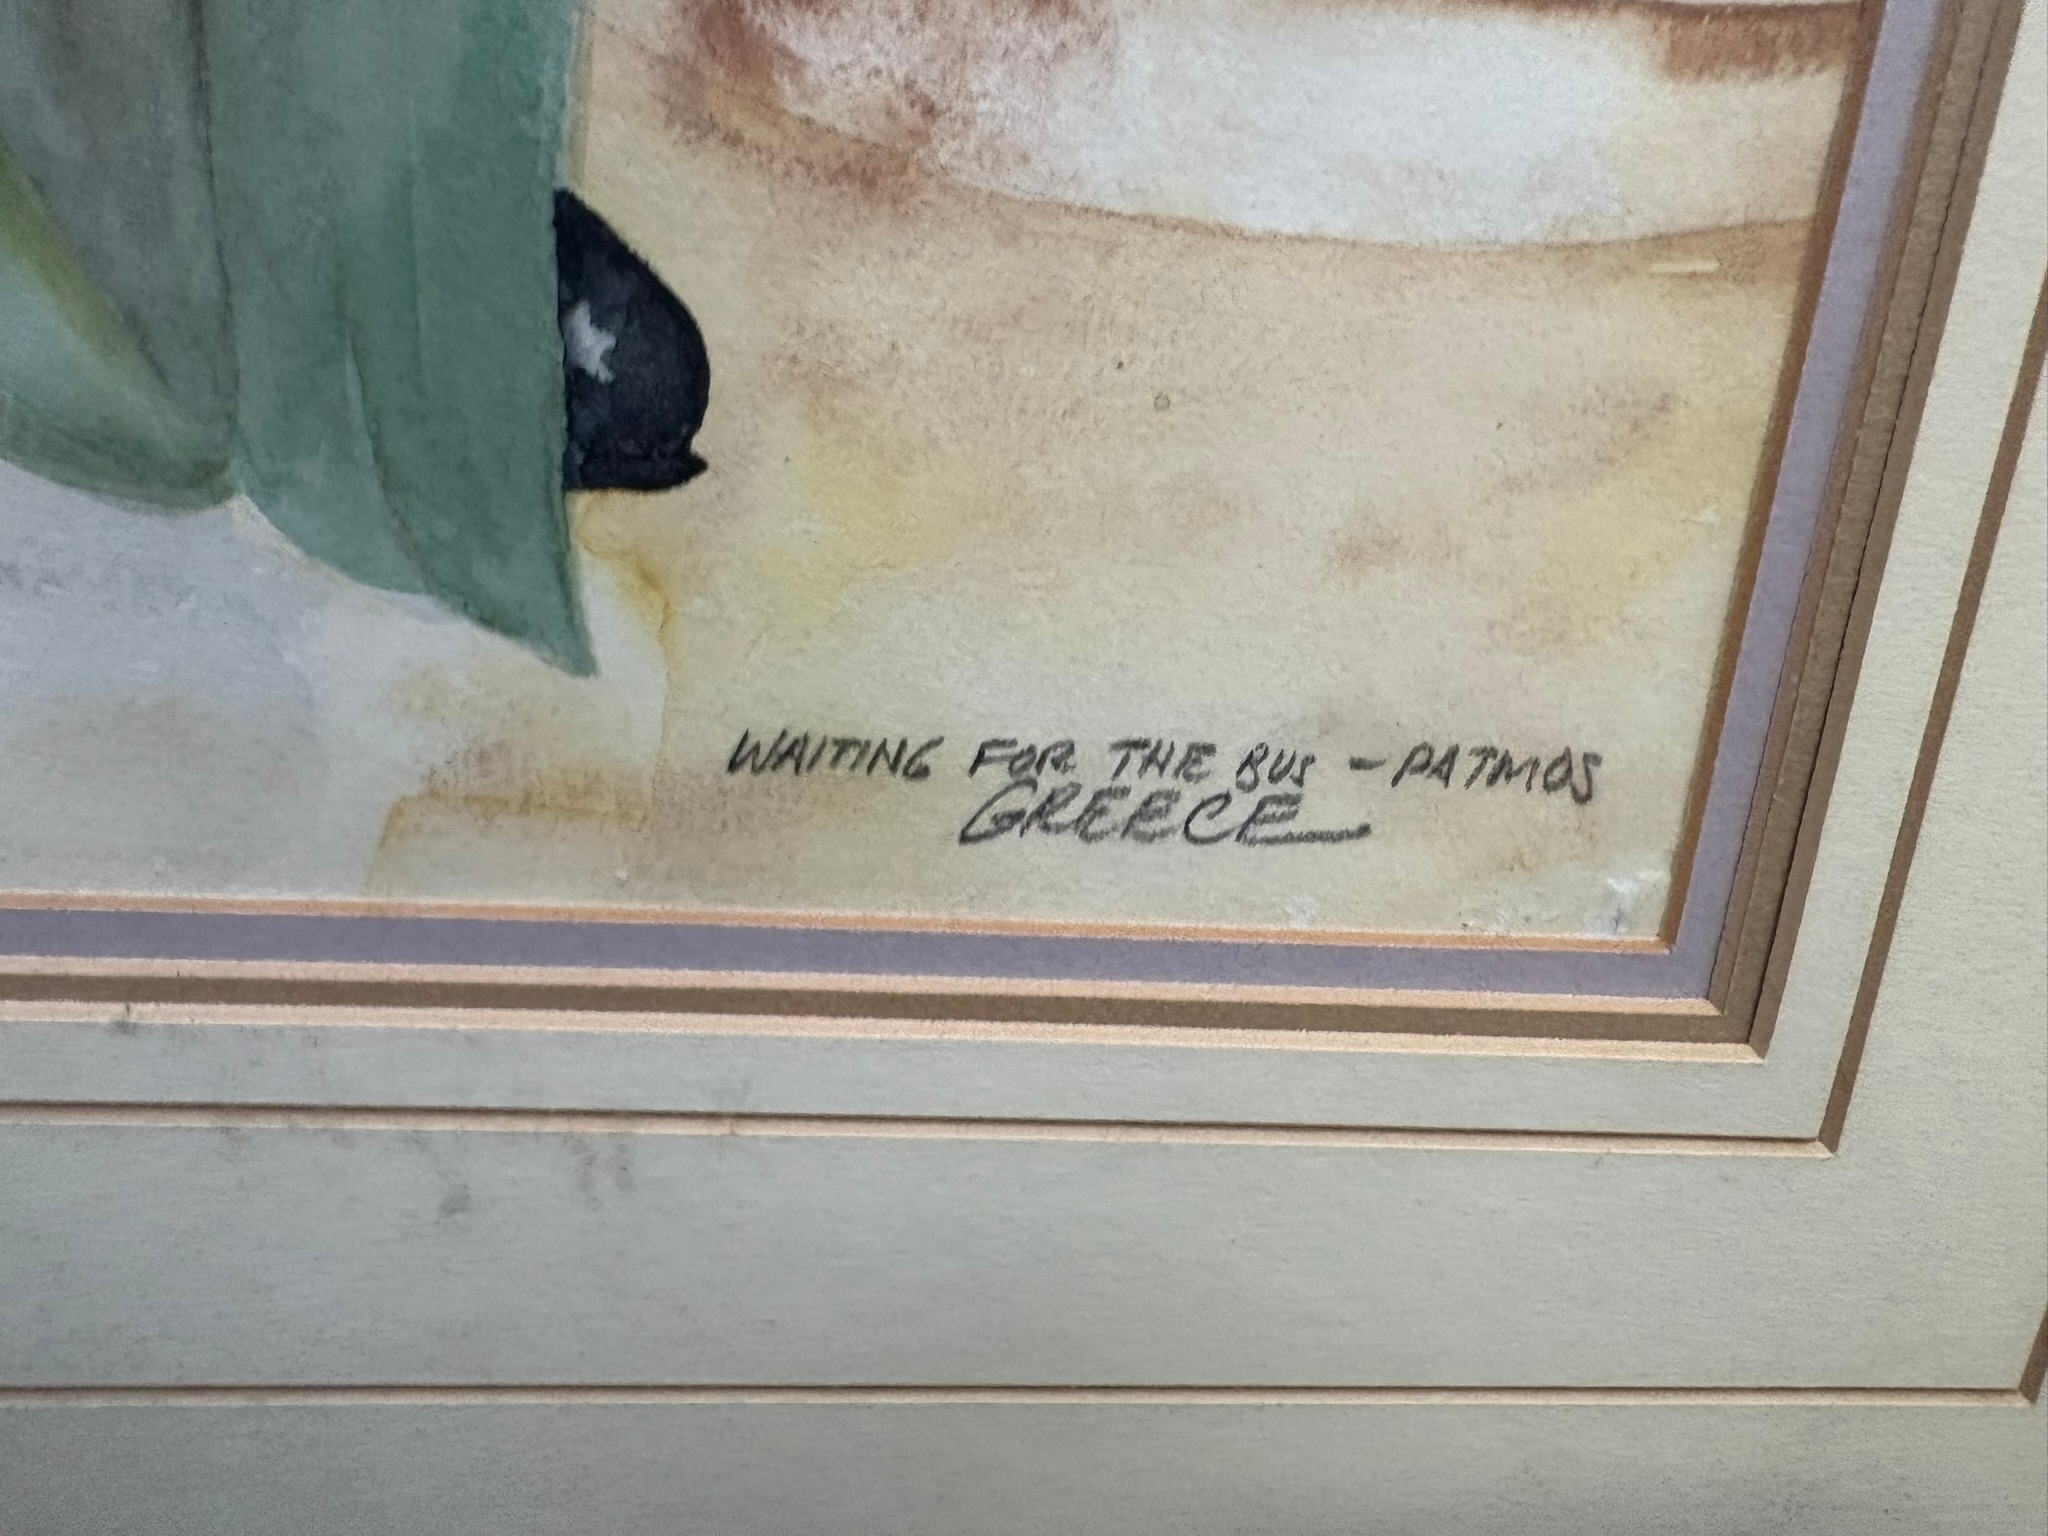 WAITING FOR THE BUS - PATMOS
GREECE